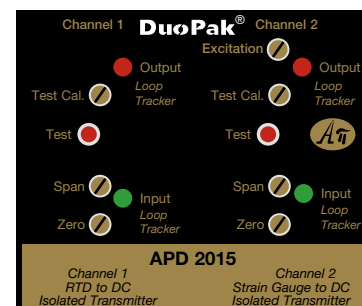 Channel 1 DuoPak® Channel 2
Excitation
Output Output
Test Cal. Loop Tracker Test Cal. Loop Tracker
Test Test Aπ
Span Input Span Input
Zero Loop Tracker Zero Loop Tracker
APD 2015
Channel 1 Channel 2
RTD to DC Strain Gauge to DC
Isolated Transmitter Isolated Transmitter